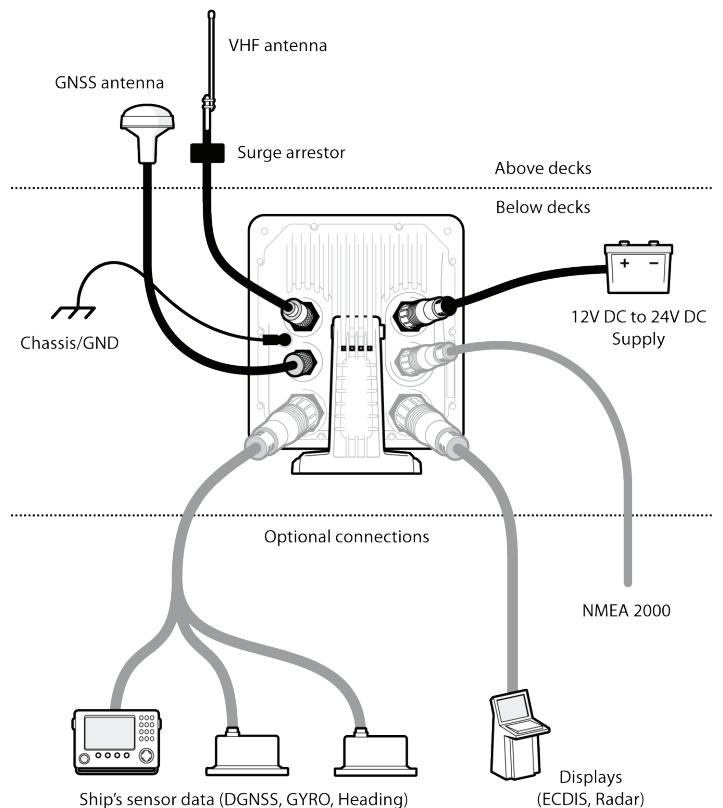 VHF antenna
GNSS antenna
Surge arrestor
Above decks
Below decks
+ −
12V DC to 24V DC
Supply
Chassis/GND
Optional connections
NMEA 2000
Displays
(ECDIS, Radar)
Ship's sensor data (DGNSS, GYRO, Heading)